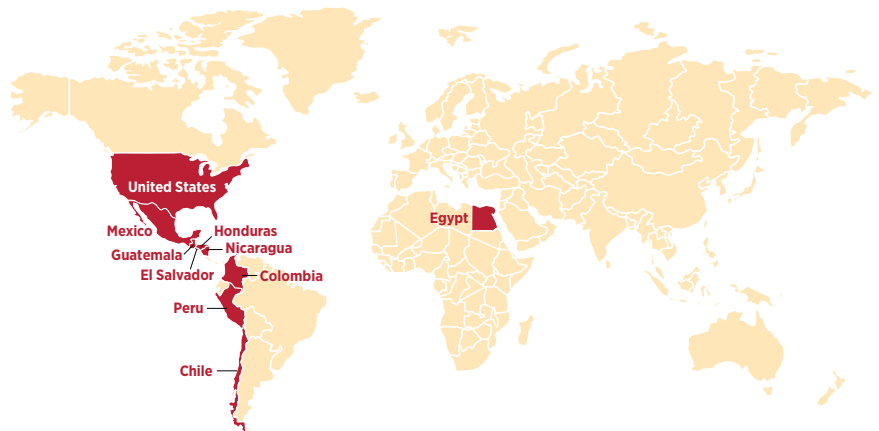 United States
Egypt
Mexico
Honduras
Guatemala
Nicaragua
El Salvador
Colombia
Peru
Chile